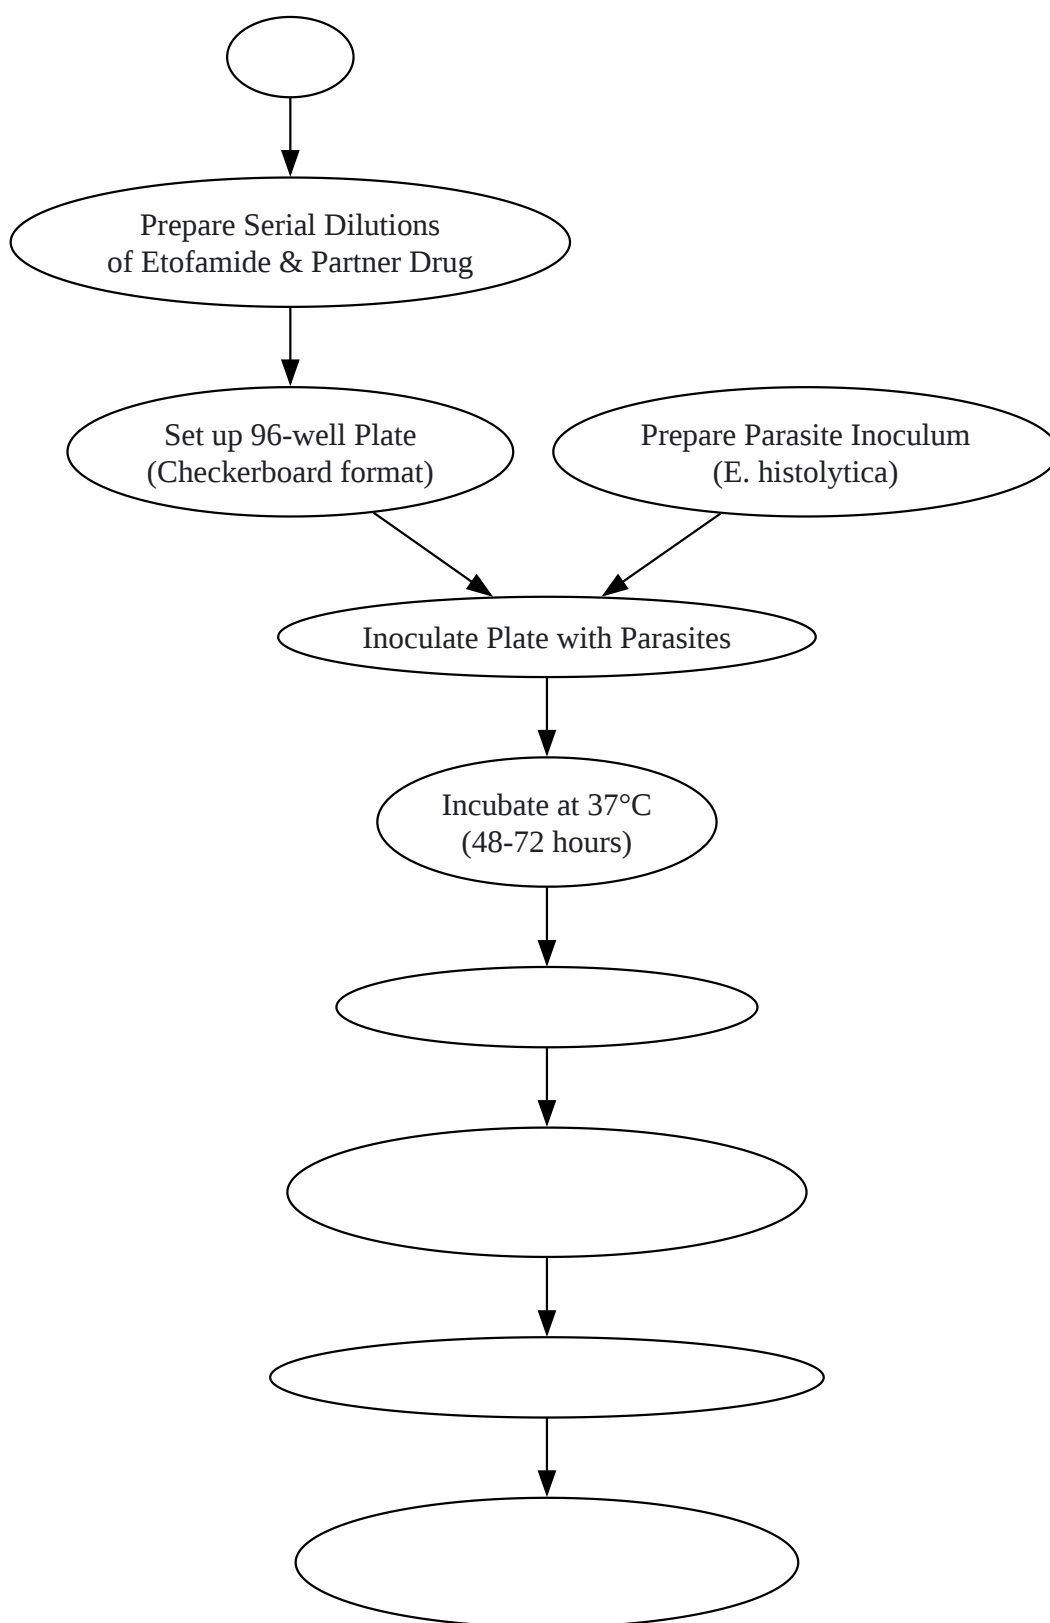 Prepare Serial Dilutions
of Etofamide & Partner Drug
Set up 96-well Plate
(Checkerboard format)
Prepare Parasite Inoculum
(E. histolytica)
Inoculate Plate with Parasites
Incubate at 37°C
(48-72 hours)